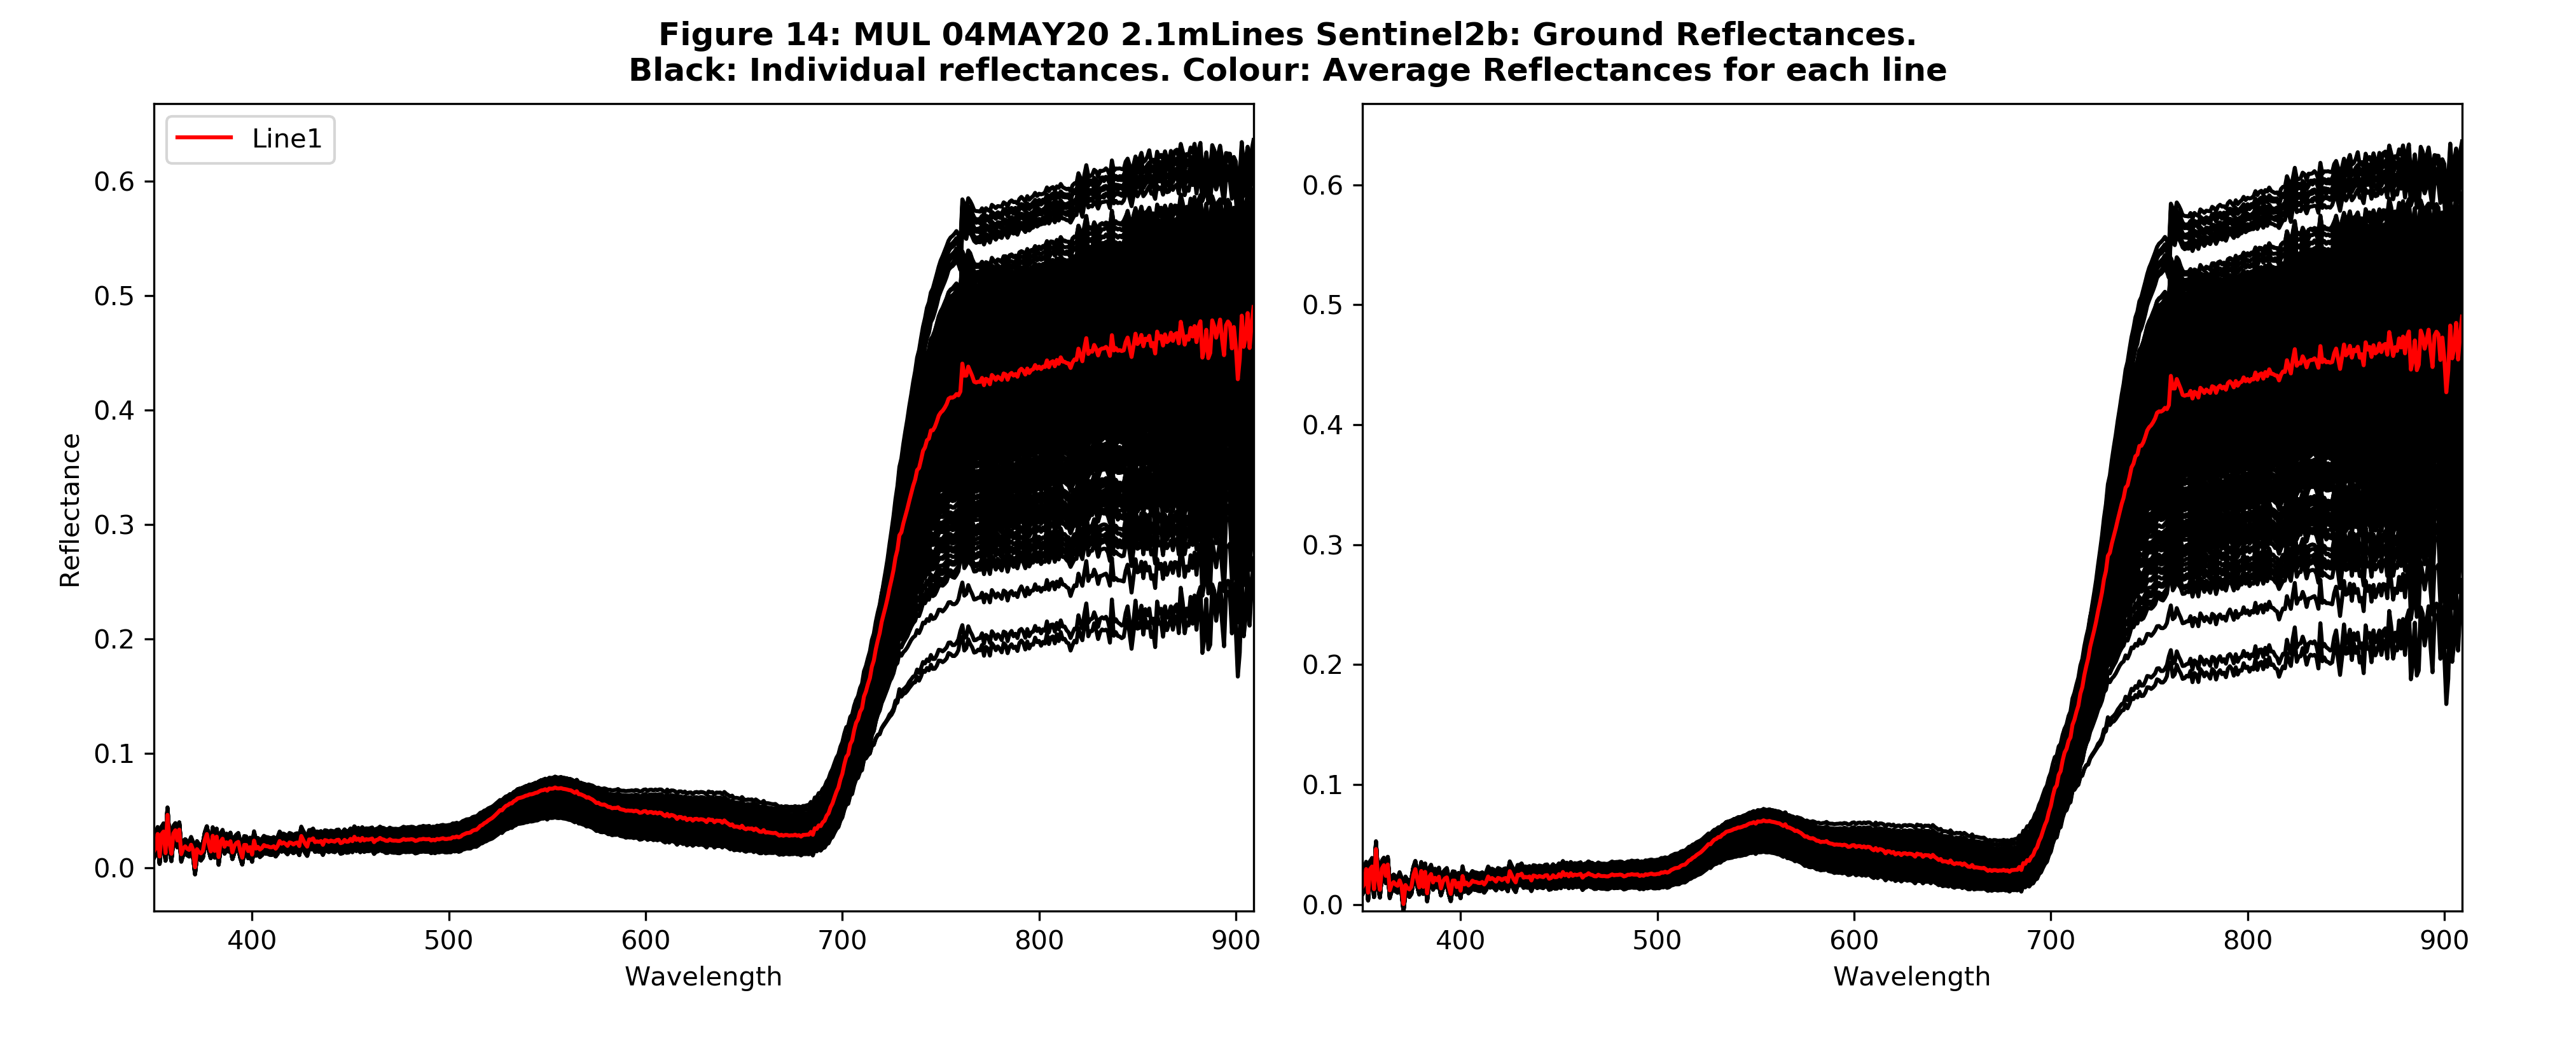 Figure 14: MUL 04MAY20 2.1mLines Sentinel2b: Ground Reflectances.
Black: Individual reflectances. Colour: Average Reflectances for each line
Line1
Reflectance
0.6
0.5
0.4
0.3
0.2
0.1
0.0
400 500 600 700 800 900
Wavelength
0.6
0.5
0.4
0.3
0.2
0.1
0.0
400 500 600 700 800 900
Wavelength